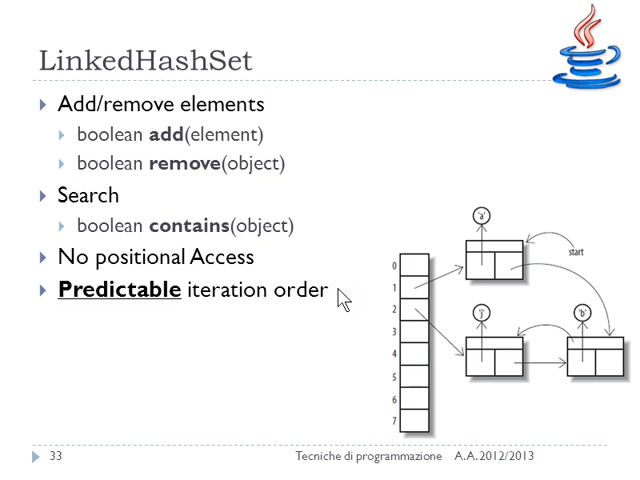 LinkedHashSet
Add/remove elements
boolean add(element)
boolean remove(object)
Search
boolean contains(object)
No positional Access
Predictable iteration order
'a'
start
0
1
2
3
4
5
6
7
'j'
'b'
33
Tecniche di programmazione A.A. 2012/2013